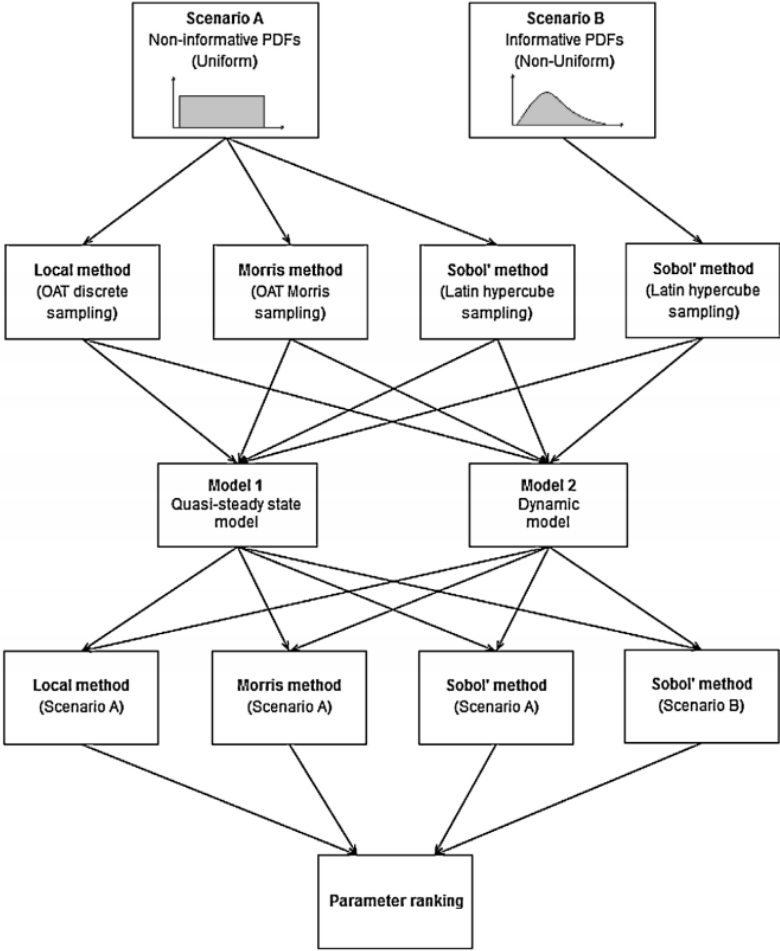 Scenario A
Non-informative PDFs
(Uniform)
Scenario B
Informative PDFs
(Non-Uniform)
Local method
(OAT discrete
sampling)
Morris method
(OAT Morris
sampling)
Sobol' method
(Latin hypercube
sampling)
Sobol' method
(Latin hypercube
sampling)
Model 1
Quasi-steady state
model
Model 2
Dynamic
model
Local method
(Scenario A)
Morris method
(Scenario A)
Sobol' method
(Scenario A)
Sobol' method
(Scenario B)
Parameter ranking